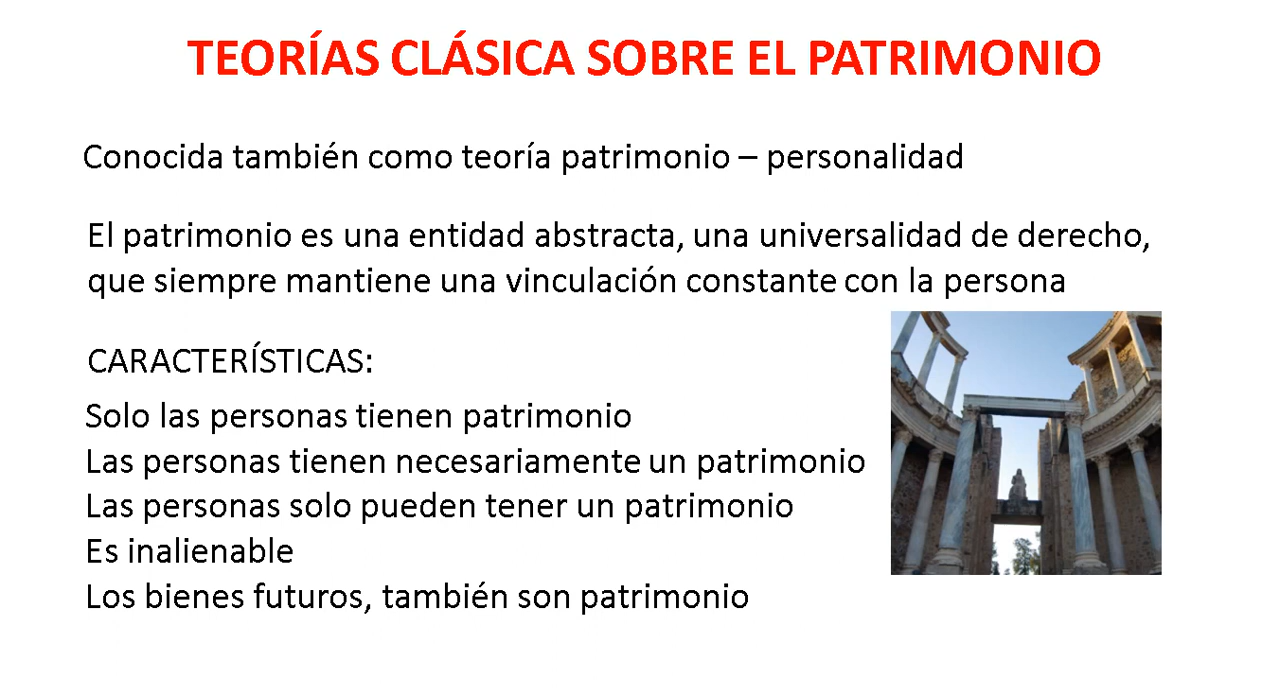 TEORÍAS CLÁSICA SOBRE EL PATRIMONIO
Conocida también como teoría patrimonio – personalidad
El patrimonio es una entidad abstracta, una universalidad de derecho,
que siempre mantiene una vinculación constante con la persona
CARACTERÍSTICAS:
Solo las personas tienen patrimonio
Las personas tienen necesariamente un patrimonio
Las personas solo pueden tener un patrimonio
Es inalienable
Los bienes futuros, también son patrimonio